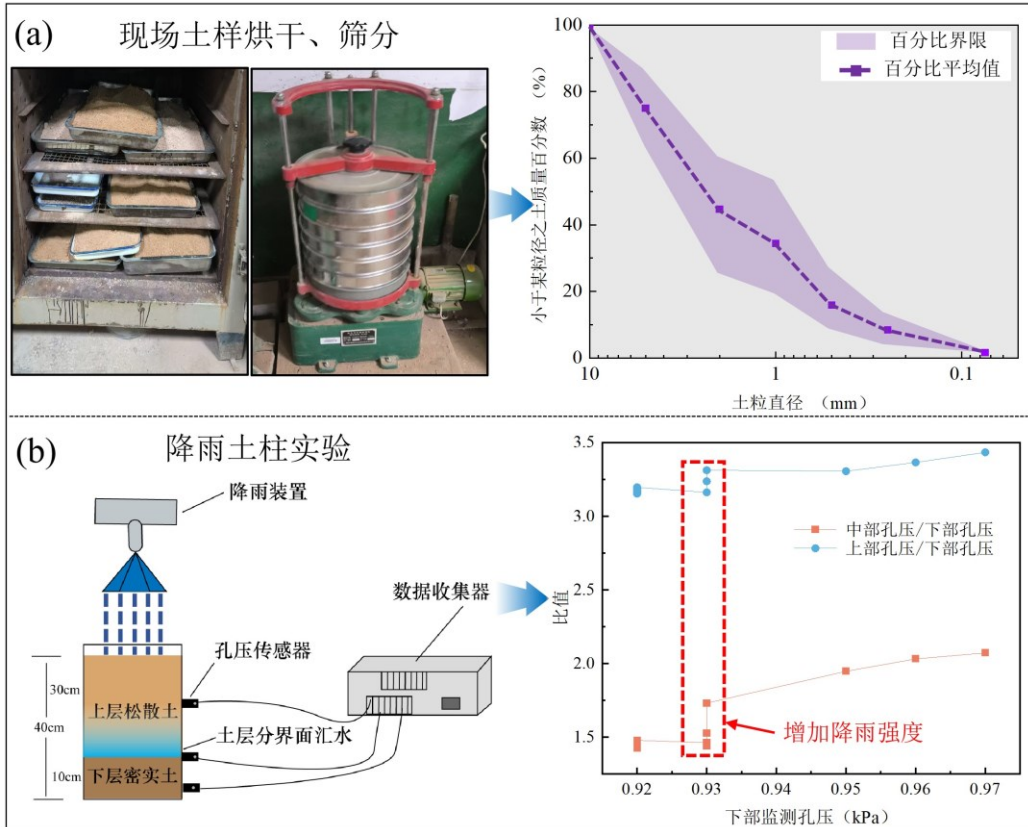 (a) 现场土样烘干、筛分
100
80
60
40
20
0
小于某粒径之土质量百分数 (%)
百分比界限
百分比平均值
10
1
0.1
土粒直径 (mm)
(b) 降雨土柱实验
降雨装置
数据收集器
孔压传感器
30cm
上层松散土
40cm
土层分界面汇水
10cm
下层密实土
3.5
3.0
2.5
2.0
1.5
比值
中部孔压/下部孔压
上部孔压/下部孔压
增加降雨强度
0.92 0.93 0.94 0.95 0.96 0.97
下部监测孔压 (kPa)